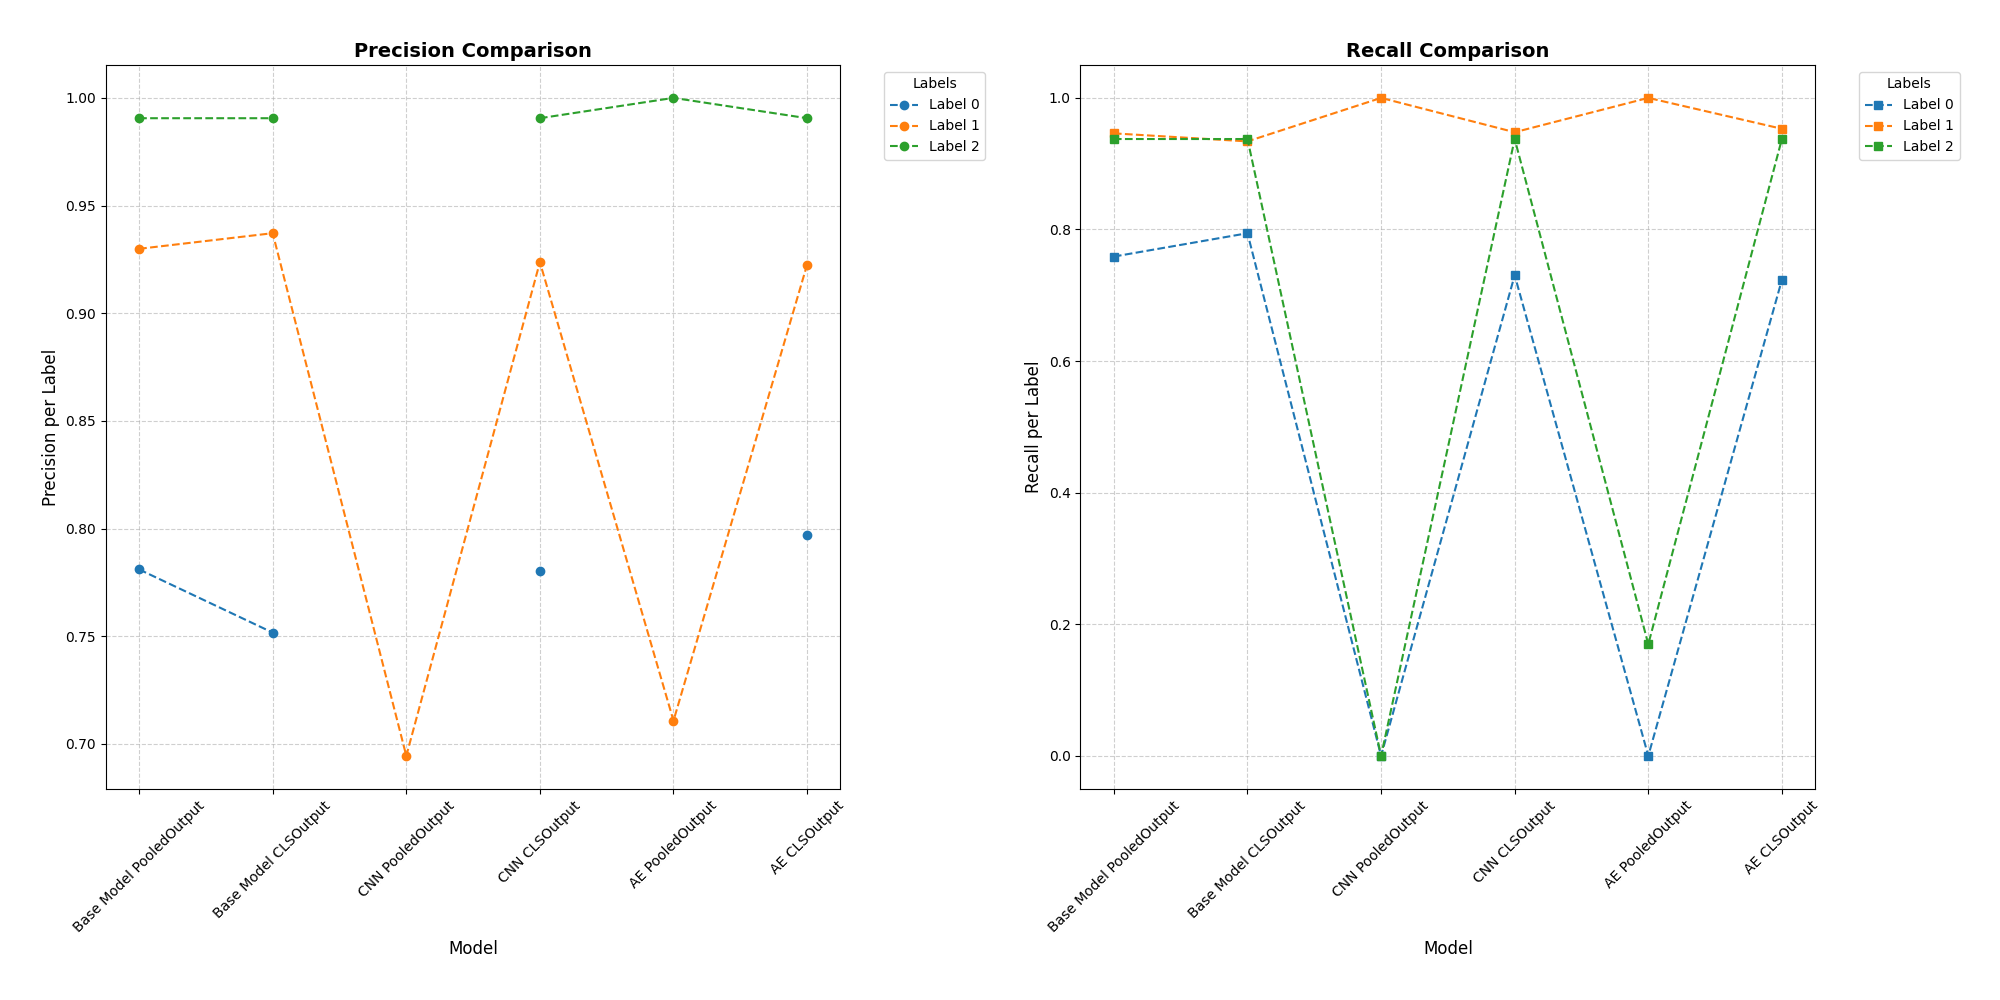 Precision Comparison
Precision per Label
1.00
0.95
0.90
0.85
0.80
0.75
0.70
Base Model PooledOutput
Base Model CLSOutput
CNN PooledOutput
CNN CLSOutput
AE PooledOutput
AE CLSOutput
Model
Labels
Label 0
Label 1
Label 2
Recall Comparison
Recall per Label
1.0
0.8
0.6
0.4
0.2
0.0
Base Model PooledOutput
Base Model CLSOutput
CNN PooledOutput
CNN CLSOutput
AE PooledOutput
AE CLSOutput
Model
Labels
Label 0
Label 1
Label 2